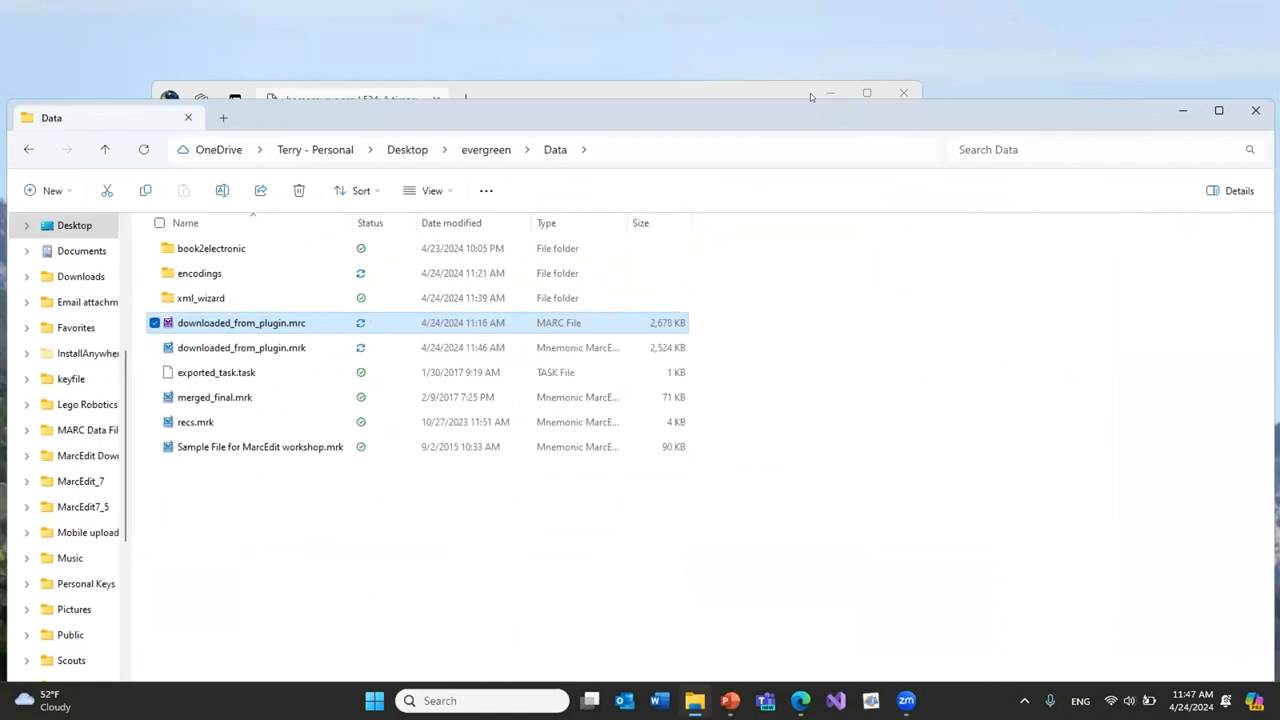 Data
OneDrive > Terry - Personal > Desktop > evergreen > Data >
Search Data
New
Sort
View
Details
Name Status Date modified Type Size
book2electronic 4/23/2024 10:05 PM File folder
encodings 4/24/2024 11:21 AM File folder
xml_wizard 4/24/2024 11:39 AM File folder
downloaded_from_plugin.mrc 4/24/2024 11:16 AM MARC File 2,678 KB
downloaded_from_plugin.mrk 4/24/2024 11:46 AM Mnemonic MarcE... 2,524 KB
exported_task.task 1/30/2017 9:19 AM TASK File 1 KB
merged_final.mrk 2/9/2017 7:25 PM Mnemonic MarcE... 71 KB
recs.mrk 10/27/2023 11:51 AM Mnemonic MarcE... 4 KB
Sample File for MarcEdit workshop.mrk 9/2/2015 10:33 AM Mnemonic MarcE... 90 KB
Desktop
Documents
Downloads
Email attachm
Favorites
InstallAnywher
keyfile
Lego Robotics
MARC Data Fil
MarcEdit Dow
MarcEdit_7
MarcEdit7_5
Mobile upload
Music
Personal Keys
Pictures
Public
Scouts
52°F
Cloudy
Search
ENG
11:47 AM
4/24/2024